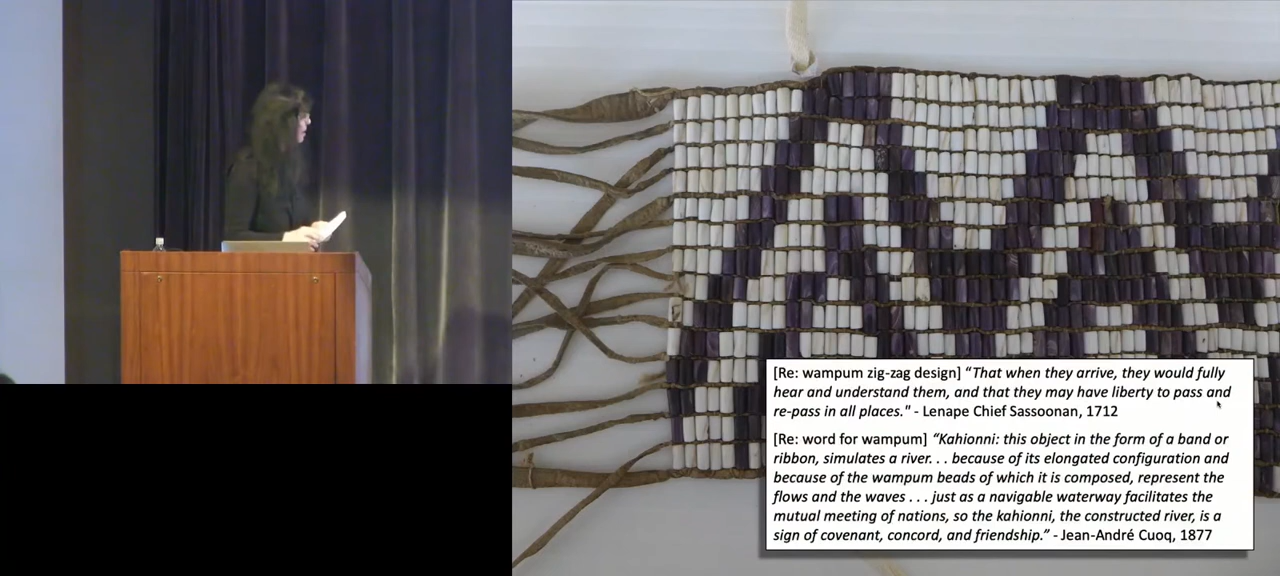 [Re: wampum zig-zag design] “That when they arrive, they would fully
hear and understand them, and that they may have liberty to pass and
re-pass in all places." - Lenape Chief Sassoonan, 1712
[Re: word for wampum] “Kahionni: this object in the form of a band or
ribbon, simulates a river. . . because of its elongated configuration and
because of the wampum beads of which it is composed, represent the
flows and the waves . . . just as a navigable waterway facilitates the
mutual meeting of nations, so the kahionni, the constructed river, is a
sign of covenant, concord, and friendship.” - Jean-André Cuoq, 1877